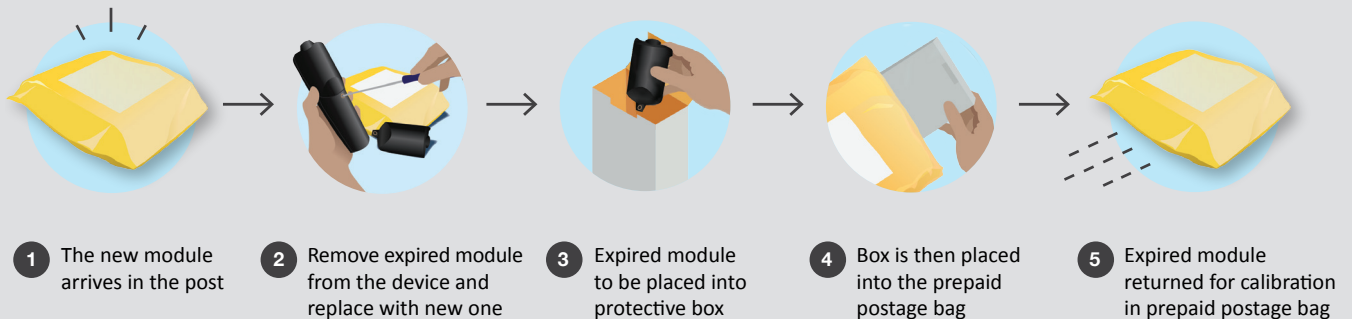 1 The new module
arrives in the post
2 Remove expired module
from the device and
replace with new one
3 Expired module
to be placed into
protective box
4 Box is then placed
into the prepaid
postage bag
5 Expired module
returned for calibration
in prepaid postage bag